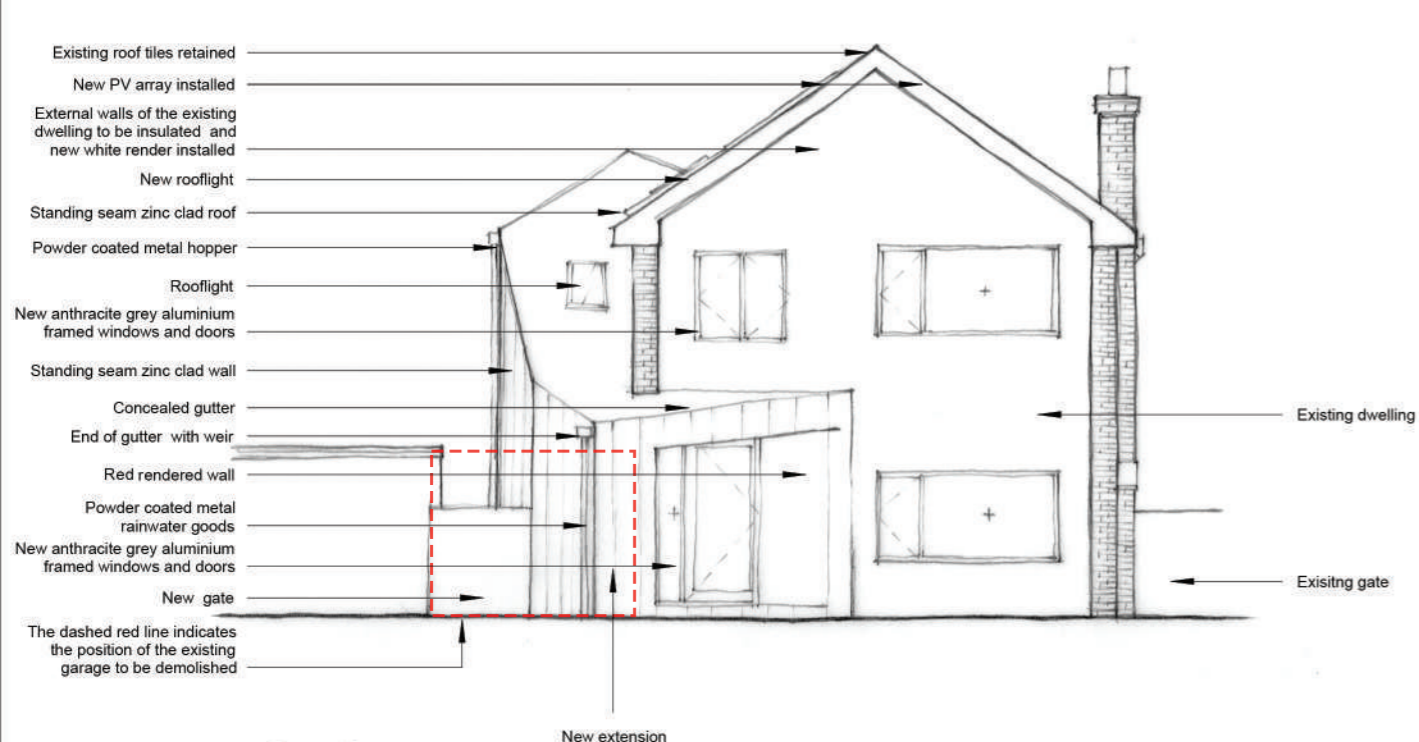 Existing roof tiles retained
New PV array installed
External walls of the existing
dwelling to be insulated and
new white render installed
New rooflight
Standing seam zinc clad roof
Powder coated metal hopper
Rooflight
New anthracite grey aluminium
framed windows and doors
Standing seam zinc clad wall
Concealed gutter
End of gutter with weir
Red rendered wall
Powder coated metal
rainwater goods
New anthracite grey aluminium
framed windows and doors
New gate
The dashed red line indicates
the position of the existing
garage to be demolished
New extension
Existing dwelling
Exisitng gate